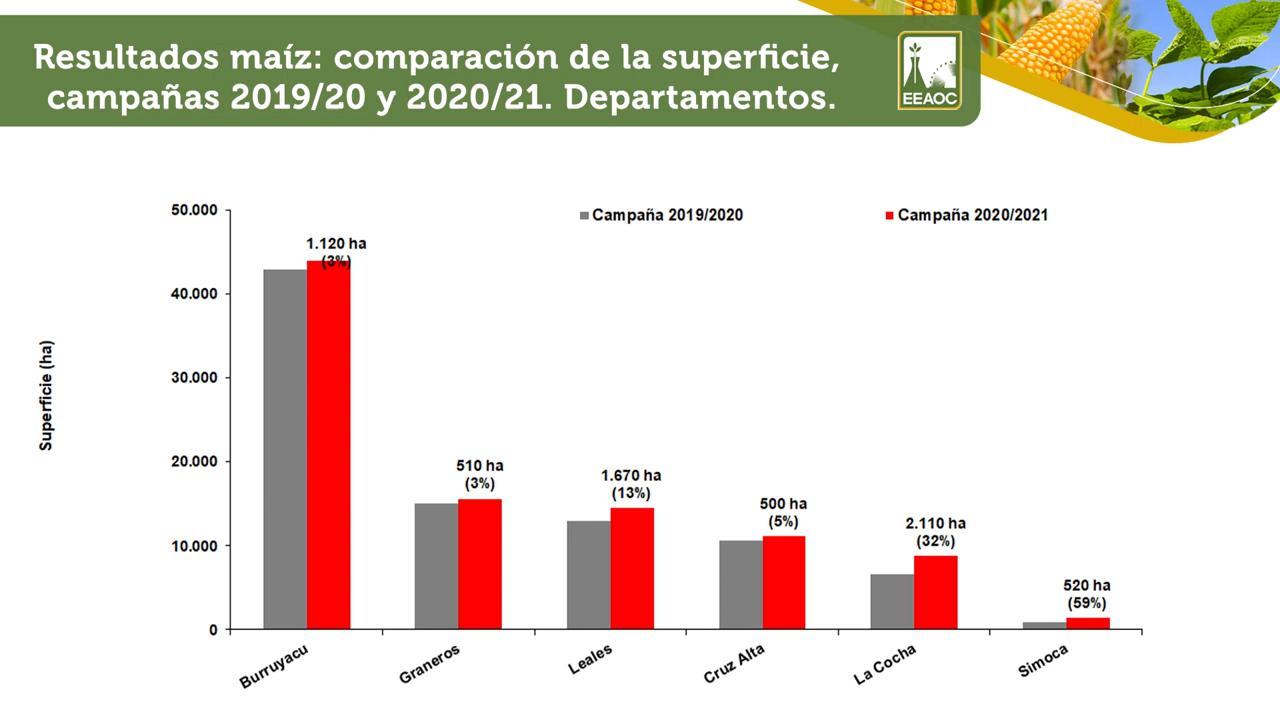 Resultados maíz: comparación de la superficie,
campañas 2019/20 y 2020/21. Departamentos.
EEAOC
Campaña 2019/2020
Campaña 2020/2021
Superficie (ha)
50.000
40.000
30.000
20.000
10.000
0
1.120 ha
(3%)
510 ha
(3%)
1.670 ha
(13%)
500 ha
(5%)
2.110 ha
(32%)
520 ha
(59%)
Burruyacu
Graneros
Leales
Cruz Alta
La Cocha
Simoca